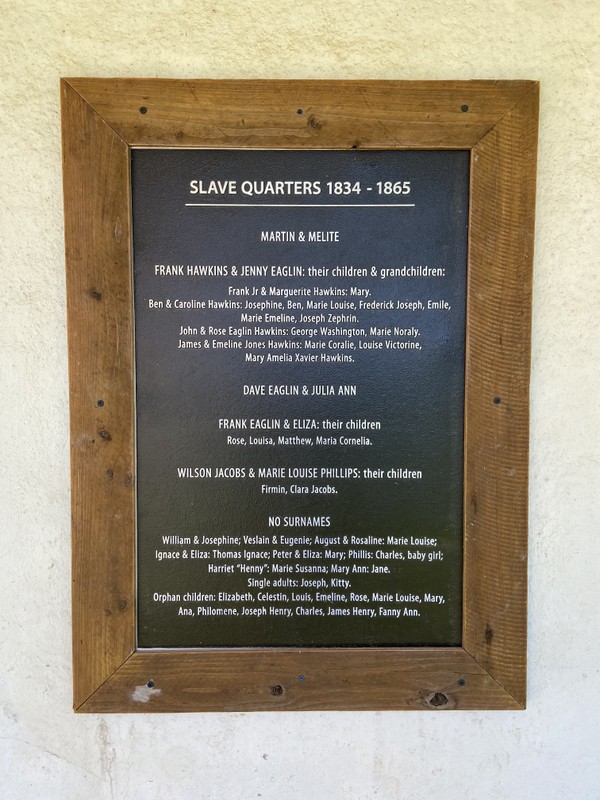 SLAVE QUARTERS 1834 - 1865
MARTIN & MELITE
FRANK HAWKINS & JENNY EAGLIN: their children & grandchildren:
Frank Jr & Marguerite Hawkins: Mary.
Ben & Caroline Hawkins: Josephine, Ben, Marie Louise, Frederick Joseph, Emile,
Marie Emeline, Joseph Zephrin.
John & Rose Eaglin Hawkins: George Washington, Marie Noraly.
James & Emeline Jones Hawkins: Marie Coralie, Louise Victorine,
Mary Amelia Xavier Hawkins.
DAVE EAGLIN & JULIA ANN
FRANK EAGLIN & ELIZA: their children
Rose, Louisa, Matthew, Maria Cornelia.
WILSON JACOBS & MARIE LOUISE PHILLIPS: their children
Firmin, Clara Jacobs.
NO SURNAMES
William & Josephine; Veslain & Eugenie; August & Rosaline: Marie Louise;
Ignace & Eliza: Thomas Ignace; Peter & Eliza: Mary; Phillis: Charles, baby girl;
Harriet "Henny": Marie Susanna; Mary Ann: Jane.
Single adults: Joseph, Kitty.
Orphan children: Elizabeth, Celestin, Louis, Emeline, Rose, Marie Louise, Mary,
Ana, Philomene, Joseph Henry, Charles, James Henry, Fanny Ann.